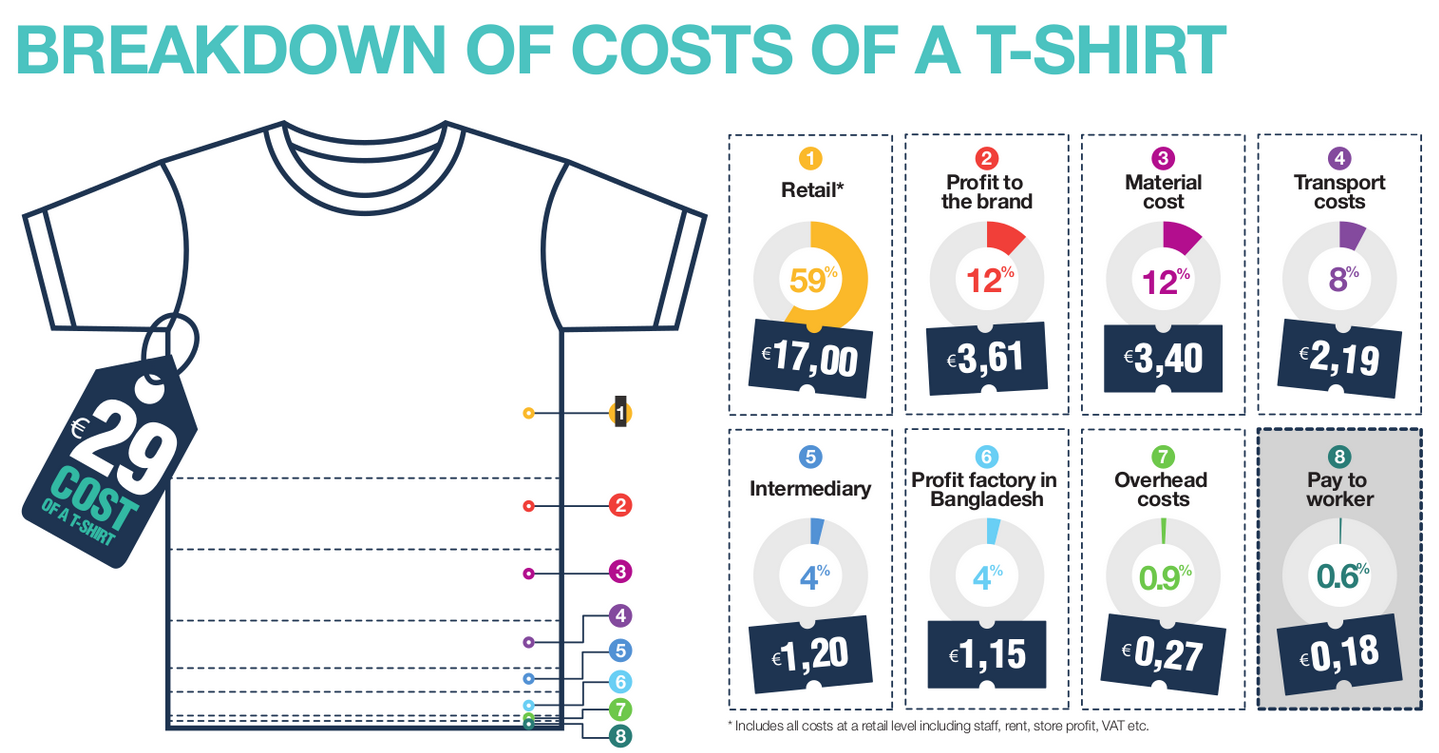 BREAKDOWN OF COSTS OF A T-SHIRT
€29
COST
OF A T-SHIRT
1
2
3
4
5
6
7
8
1
Retail*
59%
€17,00
2
Profit to
the brand
12%
€3,61
3
Material
cost
12%
€3,40
4
Transport
costs
8%
€2,19
5
Intermediary
4%
€1,20
6
Profit factory in
Bangladesh
4%
€1,15
7
Overhead
costs
0.9%
€0,27
8
Pay to
worker
0.6%
€0,18
* Includes all costs at a retail level including staff, rent, store profit, VAT etc.